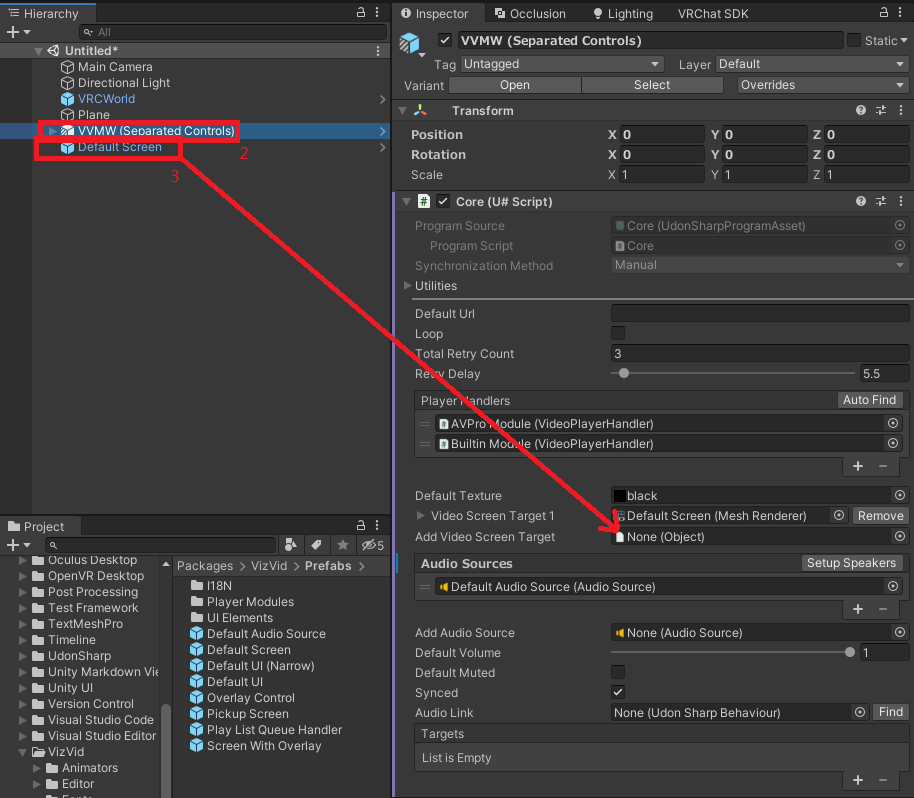 Hierarchy
All
Untitled*
Main Camera
Directional Light
VRCWorld
Plane
VVMW (Separated Controls)
2
Default Screen
3
Inspector Occlusion Lighting VRChat SDK
VVMW (Separated Controls) Static
Tag Untagged Layer Default
Variant Open Select Overrides
Transform
Position X 0 Y 0 Z 0
Rotation X 0 Y 0 Z 0
Scale X 1 Y 1 Z 1
Core (U# Script)
Program Source Core (UdonSharpProgramAsset)
Program Script Core
Synchronization Method Manual
Utilities
Default Url
Loop
Total Retry Count 3
Retry Delay 5.5
Player Handlers Auto Find
AVPro Module (VideoPlayerHandler)
Builtin Module (VideoPlayerHandler)
+ −
Default Texture black
Video Screen Target 1 Default Screen (Mesh Renderer) Remove
Add Video Screen Target None (Object)
Audio Sources Setup Speakers
Default Audio Source (Audio Source)
+ −
Add Audio Source None (Audio Source)
Default Volume 1
Default Muted
Synced
Audio Link None (Udon Sharp Behaviour) Find
Targets
List is Empty
+ −
Project
5
Oculus Desktop
OpenVR Desktop
Post Processing
Test Framework
TextMeshPro
Timeline
UdonSharp
Unity Markdown Vie
Unity UI
Version Control
Visual Studio Code
Visual Studio Editor
VizVid
Animators
Editor
Packages > VizVid > Prefabs >
I18N
Player Modules
UI Elements
Default Audio Source
Default Screen
Default UI (Narrow)
Default UI
Overlay Control
Pickup Screen
Play List Queue Handler
Screen With Overlay